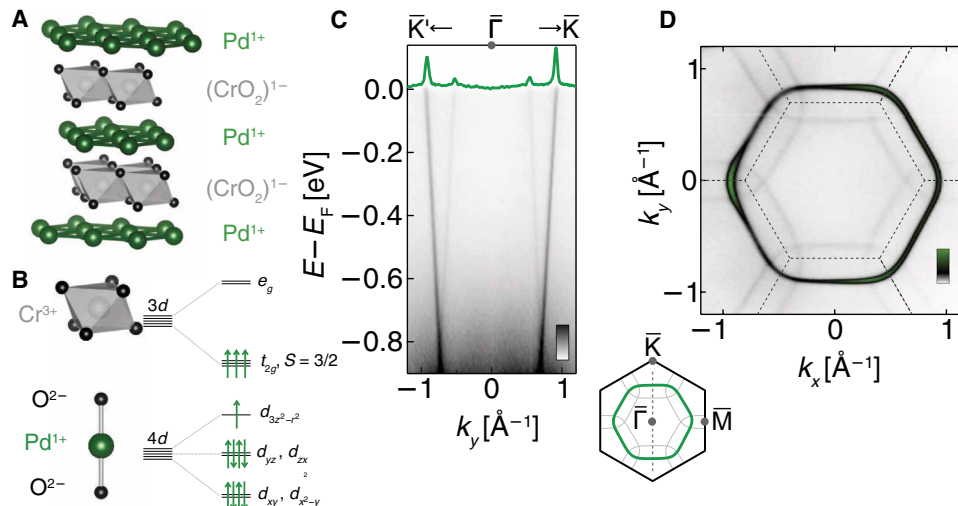 A
Pd1+
(CrO2)1−
Pd1+
(CrO2)1−
Pd1+
B
Cr3+
3d
eg
t2g, S = 3/2
O2−
Pd1+
O2−
4d
d3z2−r2
dyz, dzx
2
dxy, dx2−y
C
K̅'←
Γ̅
→K̅
0.0
−0.2
−0.4
−0.6
−0.8
E−EF [eV]
−1
0
1
ky [Å−1]
K̅
Γ̅
M̅
D
1
0
−1
ky [Å−1]
−1
0
1
kx [Å−1]